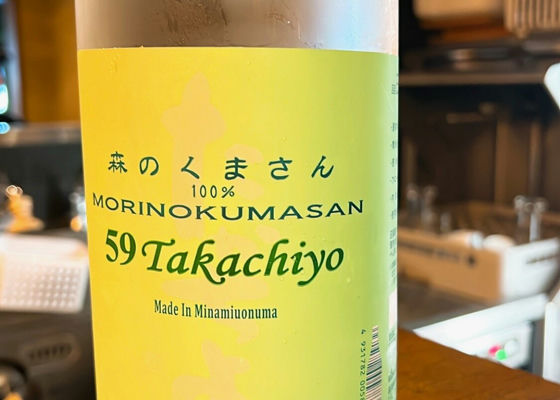 森のくまさん
100%
MORINOKUMASAN
59 Takachiyo
Made In Minamiuonuma